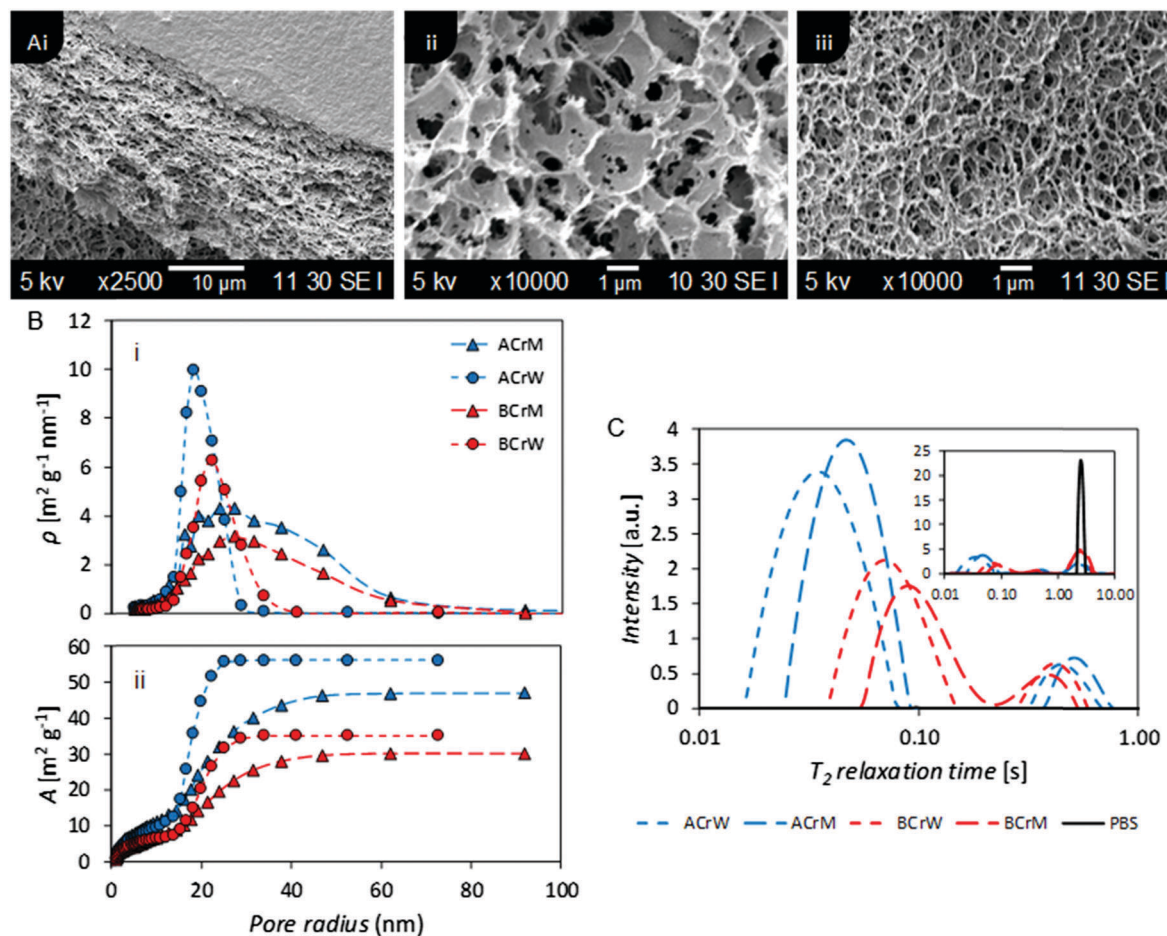 Ai
5 kv x2500 10 µm 11 30 SE I
ii
5 kv x10000 1 µm 10 30 SE I
iii
5 kv x10000 1 µm 11 30 SE I
B
i
12
10
8
6
4
2
0
ρ [m² g⁻¹ nm⁻¹]
ACrM
ACrW
BCrM
BCrW
ii
60
50
40
30
20
10
0
A [m² g⁻¹]
0 20 40 60 80 100
Pore radius (nm)
C
4
3.5
3
2.5
2
1.5
1
0.5
0
Intensity [a.u.]
25
20
15
10
5
0
0.01 0.10 1.00 10.00
0.01 0.10 1.00
T₂ relaxation time [s]
ACrW ACrM BCrW BCrM PBS